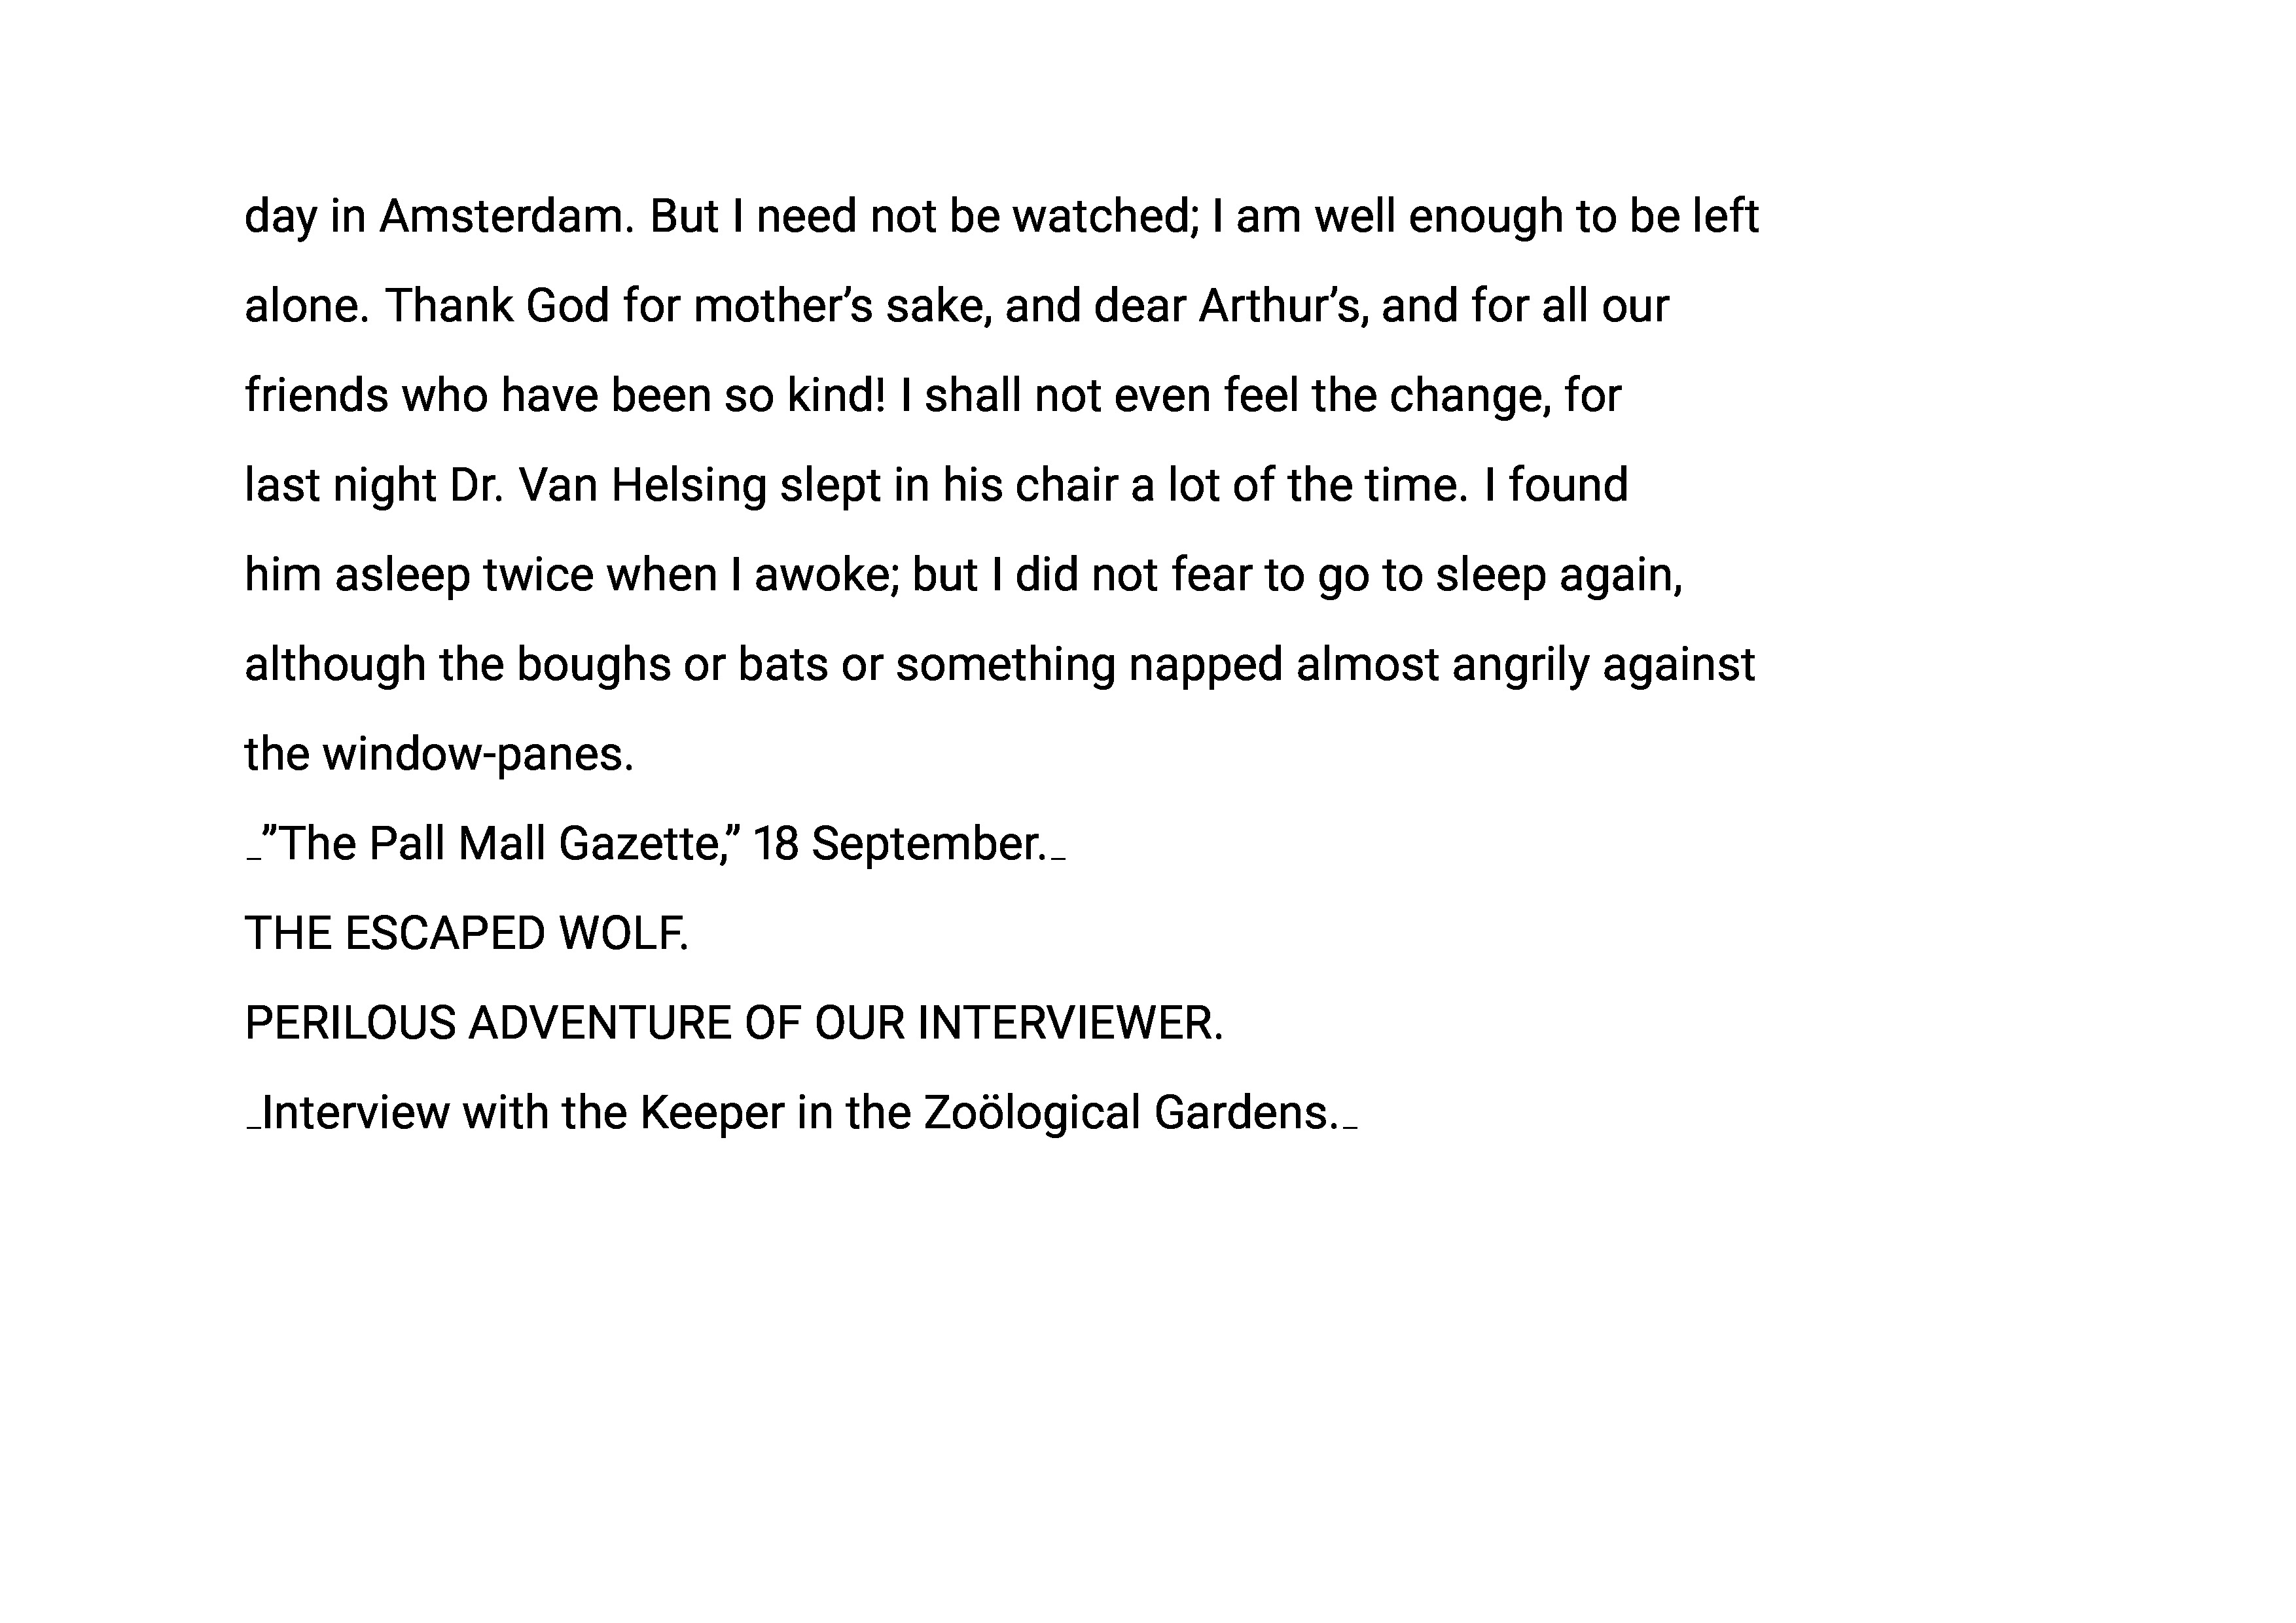 day in Amsterdam. But I need not be watched; I am well enough to be left
alone. Thank God for mother’s sake, and dear Arthur’s, and for all our
friends who have been so kind! I shall not even feel the change, for
last night Dr. Van Helsing slept in his chair a lot of the time. I found
him asleep twice when I awoke; but I did not fear to go to sleep again,
although the boughs or bats or something napped almost angrily against
the window-panes.
_”The Pall Mall Gazette,” 18 September._
THE ESCAPED WOLF.
PERILOUS ADVENTURE OF OUR INTERVIEWER.
_Interview with the Keeper in the Zoölogical Gardens._